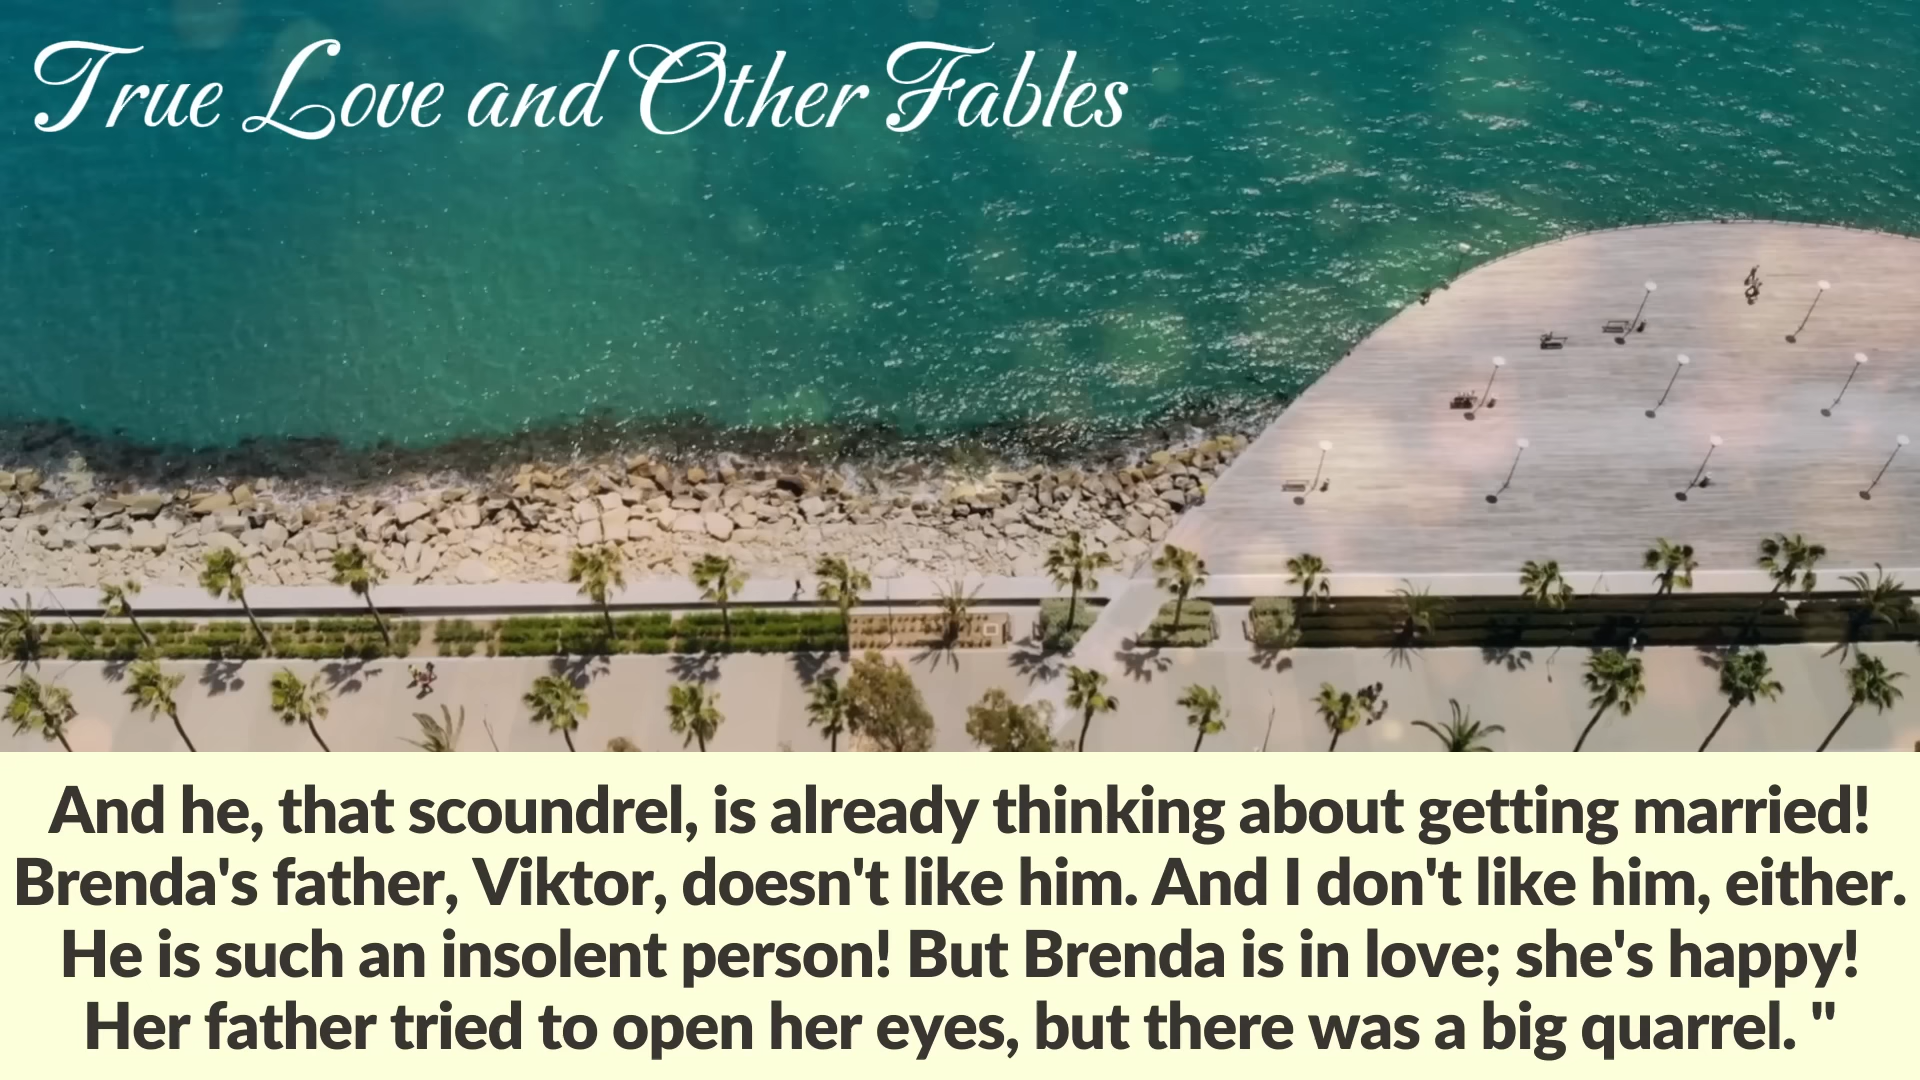 True Love and Other Fables
And he, that scoundrel, is already thinking about getting married!
Brenda's father, Viktor, doesn't like him. And I don't like him, either.
He is such an insolent person! But Brenda is in love; she's happy!
Her father tried to open her eyes, but there was a big quarrel. "